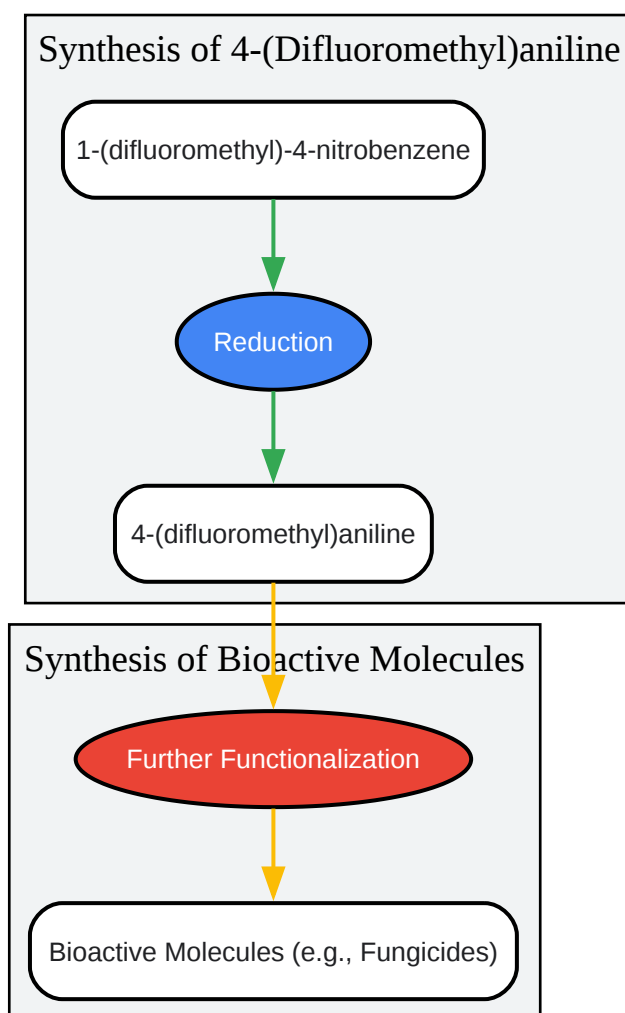 Synthesis of 4-(Difluoromethyl)aniline
1-(difluoromethyl)-4-nitrobenzene
Reduction
4-(difluoromethyl)aniline
Synthesis of Bioactive Molecules
Further Functionalization
Bioactive Molecules (e.g., Fungicides)